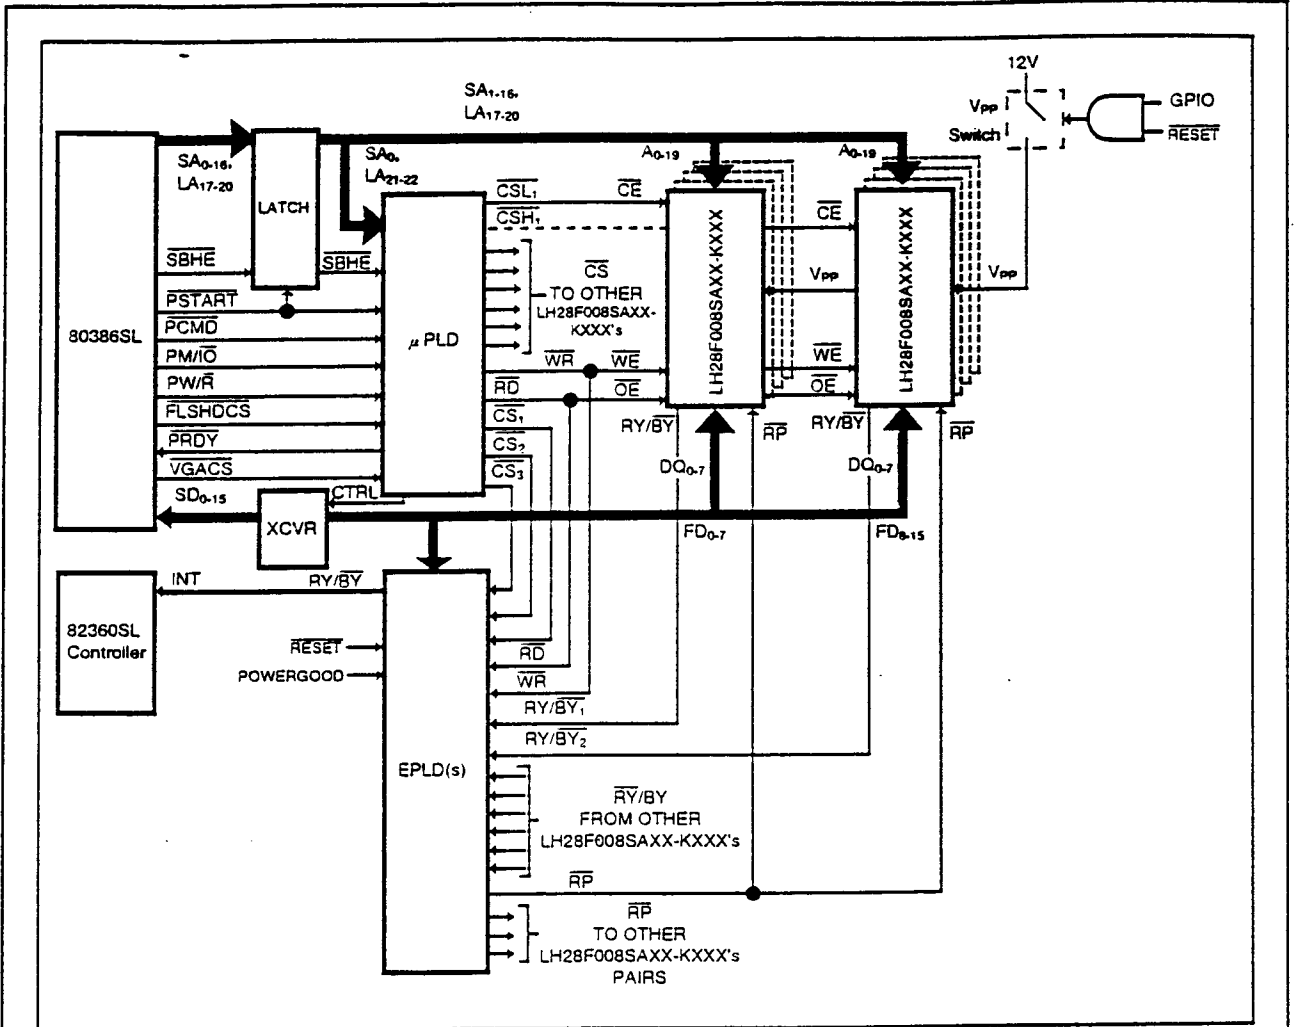 12V
SA1-16,
LA17-20
Vpp
Switch
GPIO
RESET
SA0-16,
LA17-20
SA0,
LA21-22
A0-19
A0-19
LATCH
CSL1
CE
CSH1
CE
SBHE
SBHE
CS
TO OTHER
LH28F008SAXX-
KXXX's
Vpp
Vpp
LH28F008SAXX-KXXX
LH28F008SAXX-KXXX
80386SL
PSTART
PCMD
μPLD
PM/IO
WR
WE
WE
PW/R
RD
OE
OE
FLSHDCS
CS1
RY/BY
RP
RY/BY
RP
PRDY
CS2
VGACS
CS3
DQ0-7
DQ0-7
SD0-15
CTRL
XCVR
FD0-7
FD8-15
INT
RY/BY
82360SL
Controller
RESET
RD
POWERGOOD
WR
RY/BY1
RY/BY2
EPLD(s)
RY/BY
FROM OTHER
LH28F008SAXX-KXXX's
RP
RP
TO OTHER
LH28F008SAXX-KXXX's
PAIRS